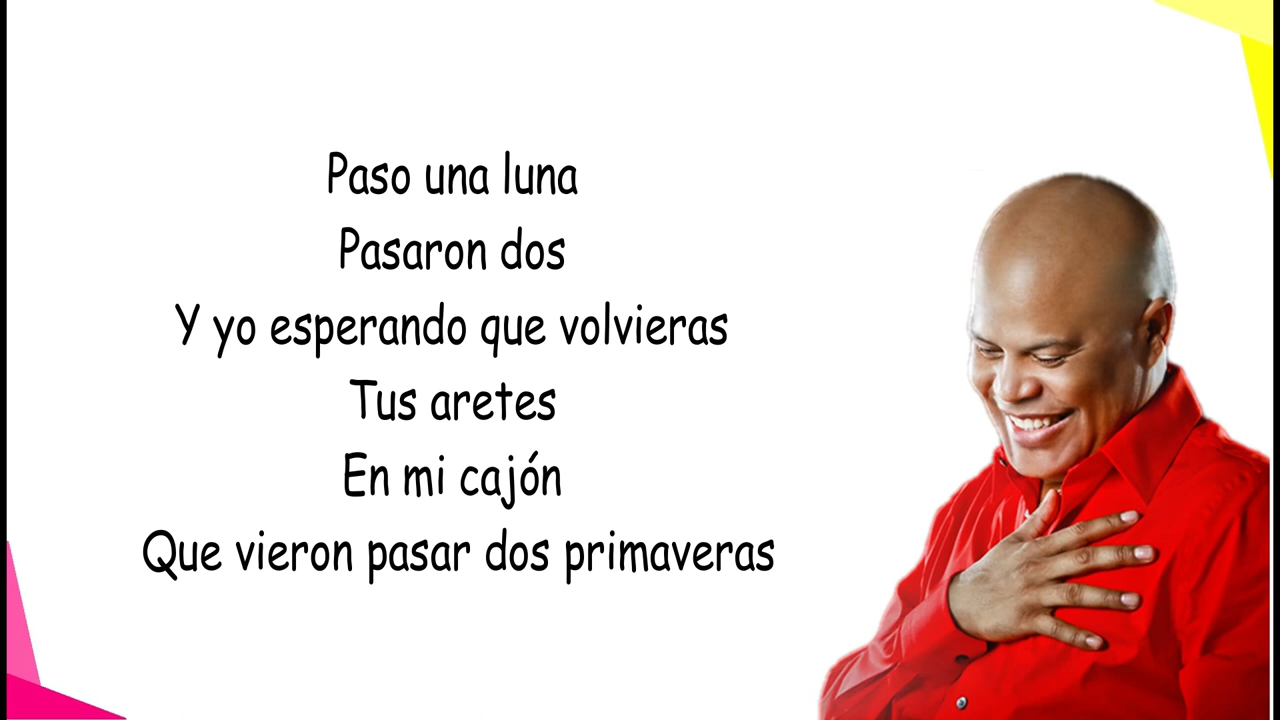 Paso una luna
Pasaron dos
Y yo esperando que volvieras
Tus aretes
En mi cajón
Que vieron pasar dos primaveras